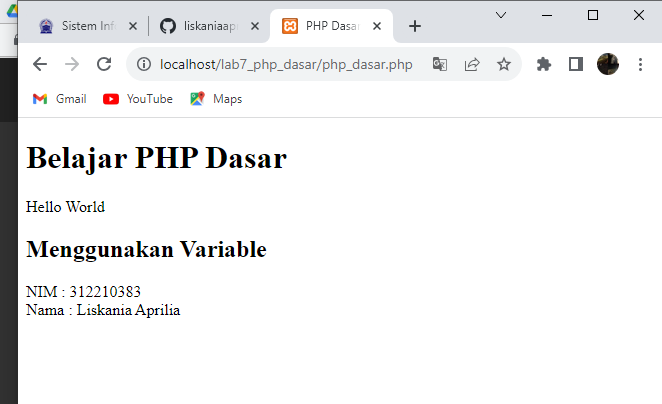 Sistem Inf
liskaniaapr
PHP Dasar
localhost/lab7_php_dasar/php_dasar.php
Gmail
YouTube
Maps
Belajar PHP Dasar
Hello World
Menggunakan Variable
NIM : 312210383
Nama : Liskania Aprilia